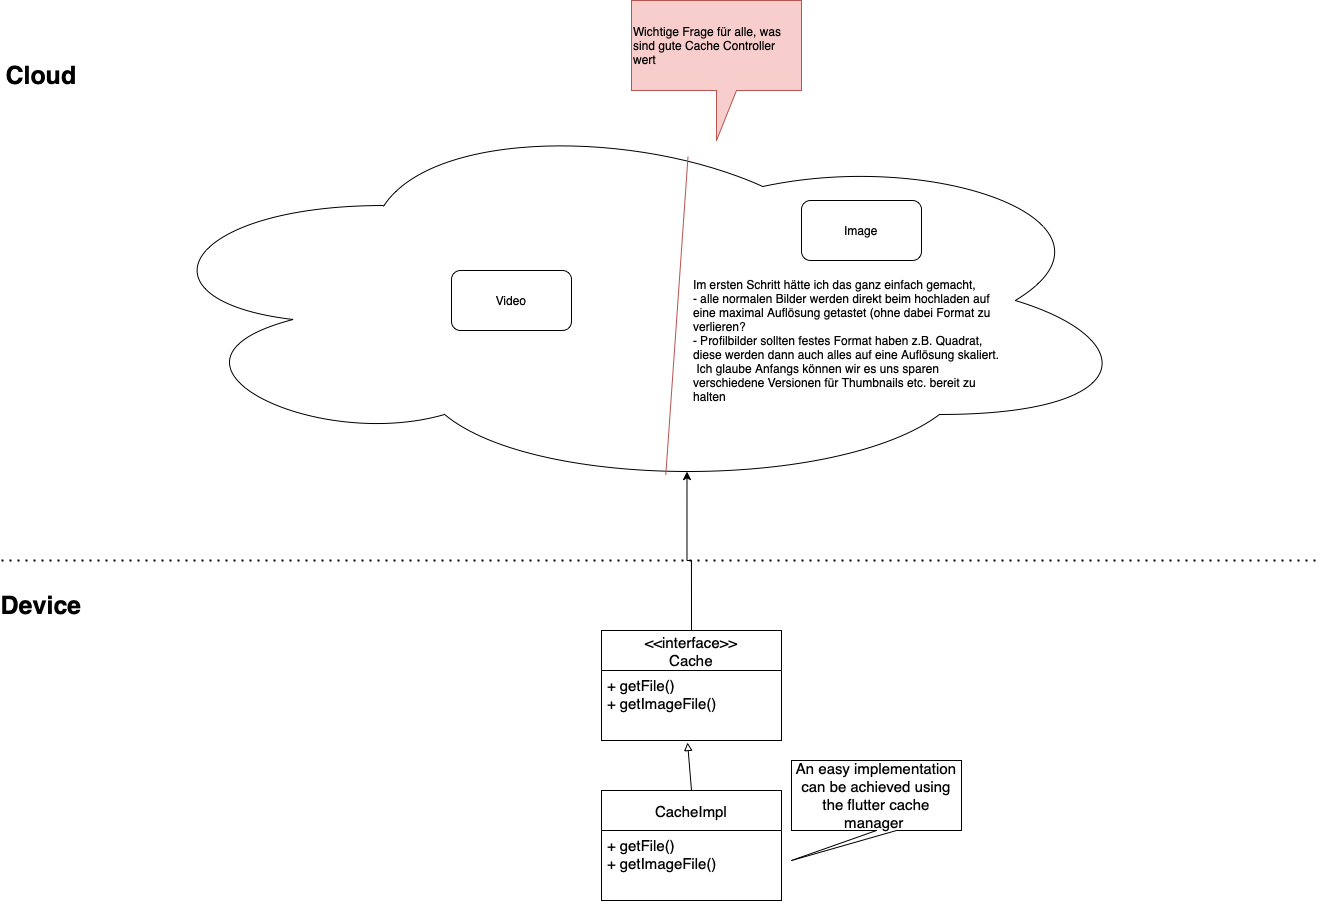 Wichtige Frage für alle, was
sind gute Cache Controller
wert
Cloud
Image
Video
Im ersten Schritt hätte ich das ganz einfach gemacht,
- alle normalen Bilder werden direkt beim hochladen auf
eine maximal Auflösung getastet (ohne dabei Format zu
verlieren?
- Profilbilder sollten festes Format haben z.B. Quadrat,
diese werden dann auch alles auf eine Auflösung skaliert.
Ich glaube Anfangs können wir es uns sparen
verschiedene Versionen für Thumbnails etc. bereit zu
halten
Device
<<interface>>
Cache
+ getFile()
+ getImageFile()
An easy implementation
can be achieved using
the flutter cache
manager
CacheImpl
+ getFile()
+ getImageFile()